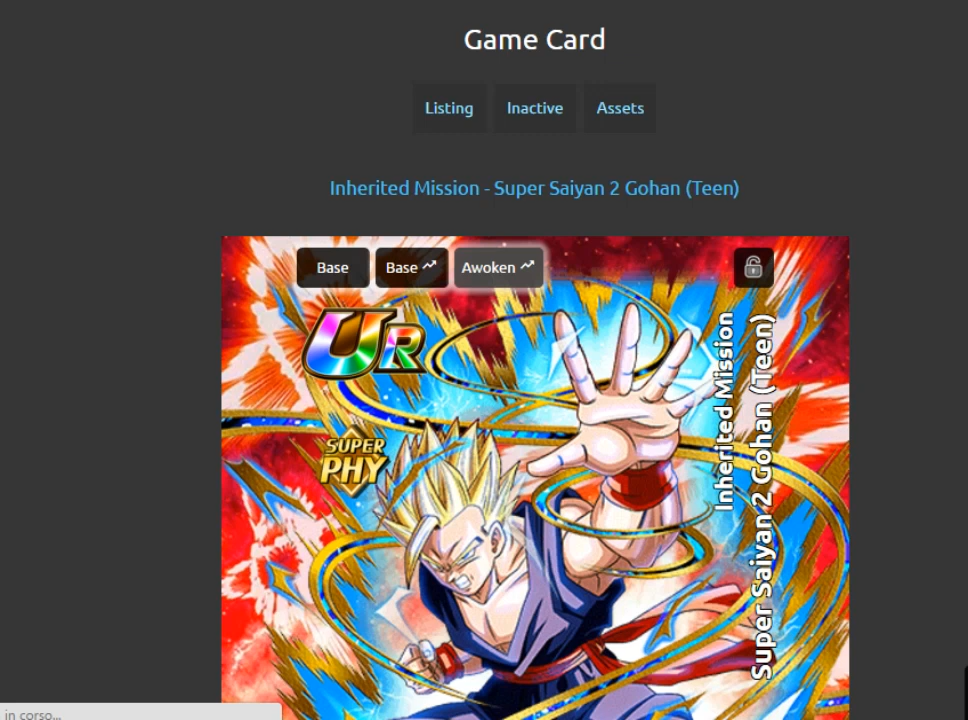 Game Card
Listing
Inactive
Assets
Inherited Mission - Super Saiyan 2 Gohan (Teen)
Base
Base
Awoken
UR
SUPER
PHY
Inherited Mission
Super Saiyan 2 Gohan (Teen)
in corso...